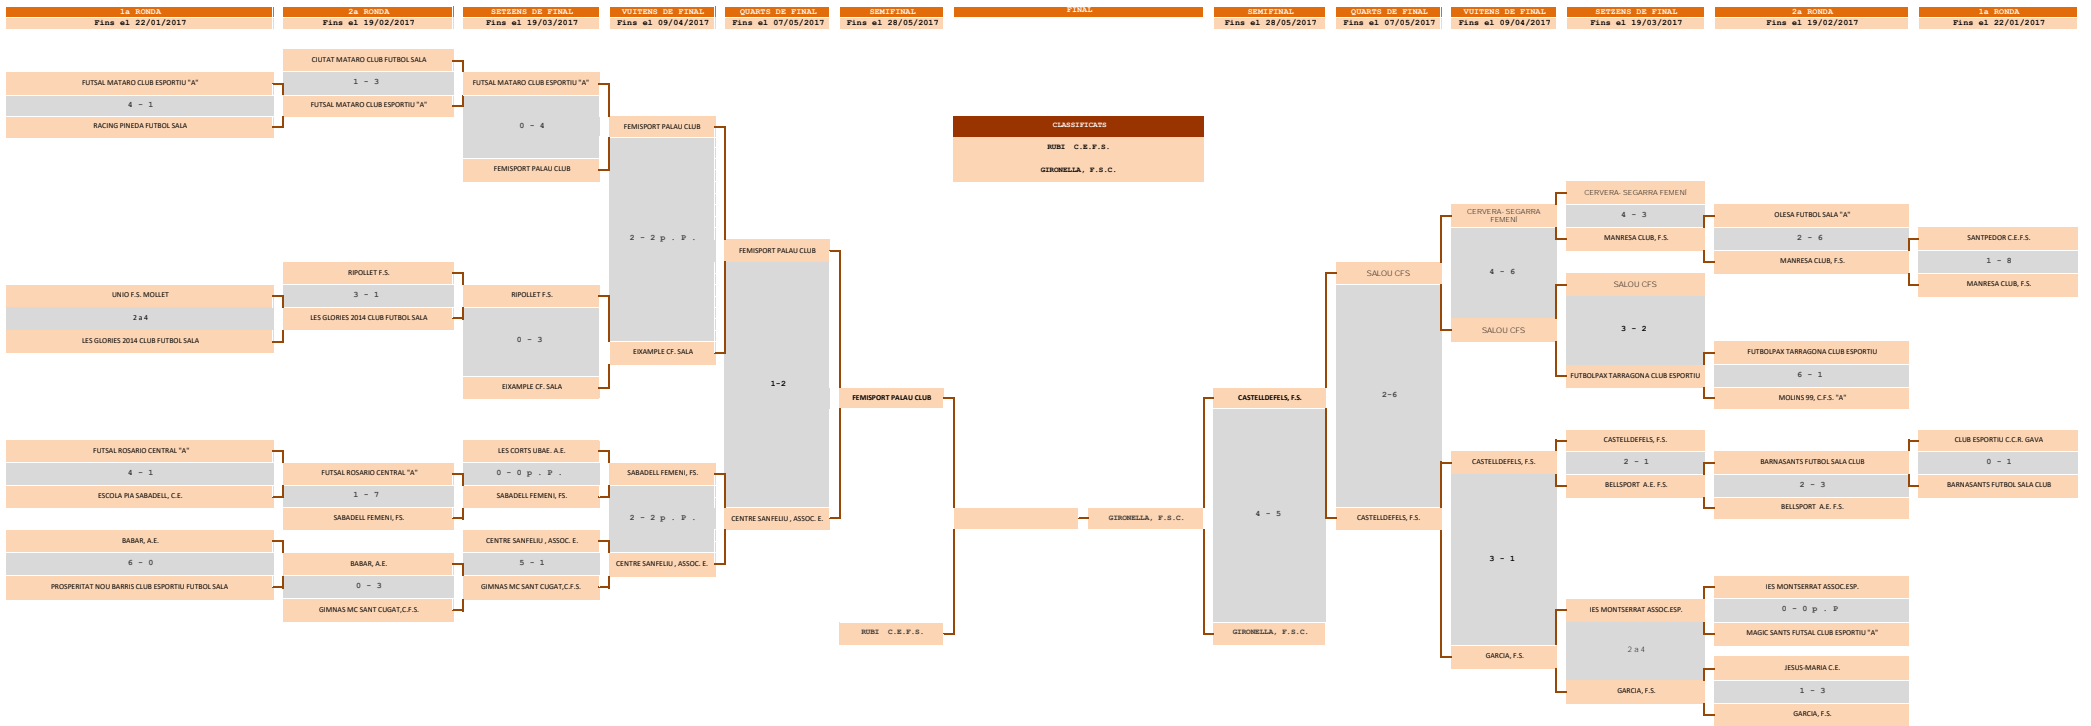 1a RONDA
Fins el 22/01/2017
2a RONDA
Fins el 19/02/2017
SETZENS DE FINAL
Fins el 19/03/2017
VUITENS DE FINAL
Fins el 09/04/2017
QUARTS DE FINAL
Fins el 07/05/2017
SEMIFINAL
Fins el 28/05/2017
FINAL
SEMIFINAL
Fins el 28/05/2017
QUARTS DE FINAL
Fins el 07/05/2017
VUITENS DE FINAL
Fins el 09/04/2017
SETZENS DE FINAL
Fins el 19/03/2017
2a RONDA
Fins el 19/02/2017
1a RONDA
Fins el 22/01/2017
FUTSAL MATARO CLUB ESPORTIU "A"
4 - 1
RACING PINEDA FUTBOL SALA
UNIO F.S. MOLLET
2 a 4
LES GLORIES 2014 CLUB FUTBOL SALA
FUTSAL ROSARIO CENTRAL "A"
4 - 1
ESCOLA PIA SABADELL, C.E.
BABAR, A.E.
6 - 0
PROSPERITAT NOU BARRIS CLUB ESPORTIU FUTBOL SALA
CIUTAT MATARO CLUB FUTBOL SALA
1 - 3
FUTSAL MATARO CLUB ESPORTIU "A"
RIPOLLET F.S.
3 - 1
LES GLORIES 2014 CLUB FUTBOL SALA
FUTSAL ROSARIO CENTRAL "A"
1 - 7
SABADELL FEMENI, FS.
BABAR, A.E.
0 - 3
GIMNAS MC SANT CUGAT,C.F.S.
FUTSAL MATARO CLUB ESPORTIU "A"
0 - 4
FEMISPORT PALAU CLUB
RIPOLLET F.S.
0 - 3
EIXAMPLE CF. SALA
LES CORTS UBAE. A.E.
0 - 0 p . P .
SABADELL FEMENI, FS.
CENTRE SANFELIU , ASSOC. E.
5 - 1
GIMNAS MC SANT CUGAT,C.F.S.
FEMISPORT PALAU CLUB
2 - 2 p . P .
EIXAMPLE CF. SALA
SABADELL FEMENI, FS.
2 - 2 p . P .
CENTRE SANFELIU , ASSOC. E.
FEMISPORT PALAU CLUB
1-2
CENTRE SANFELIU , ASSOC. E.
FEMISPORT PALAU CLUB
RUBI C.E.F.S.
CLASSIFICATS
RUBI C.E.F.S.
GIRONELLA, F.S.C.
GIRONELLA, F.S.C.
CASTELLDEFELS, F.S.
4 - 5
GIRONELLA, F.S.C.
SALOU CFS
2-6
CASTELLDEFELS, F.S.
CERVERA- SEGARRA
FEMENÍ
4 - 6
SALOU CFS
CASTELLDEFELS, F.S.
3 - 1
GARCIA, F.S.
CERVERA- SEGARRA FEMENÍ
4 - 3
MANRESA CLUB, F.S.
SALOU CFS
3 - 2
FUTBOLPAX TARRAGONA CLUB ESPORTIU
CASTELLDEFELS, F.S.
2 - 1
BELLSPORT A.E. F.S.
IES MONTSERRAT ASSOC.ESP.
2 a 4
GARCIA, F.S.
OLESA FUTBOL SALA "A"
2 - 6
MANRESA CLUB, F.S.
FUTBOLPAX TARRAGONA CLUB ESPORTIU
6 - 1
MOLINS 99, C.F.S. "A"
BARNASANTS FUTBOL SALA CLUB
2 - 3
BELLSPORT A.E. F.S.
IES MONTSERRAT ASSOC.ESP.
0 - 0 p . P
MAGIC SANTS FUTSAL CLUB ESPORTIU "A"
JESUS-MARIA C.E.
1 - 3
GARCIA, F.S.
SANTPEDOR C.E.F.S.
1 - 8
MANRESA CLUB, F.S.
CLUB ESPORTIU C.C.R. GAVA
0 - 1
BARNASANTS FUTBOL SALA CLUB